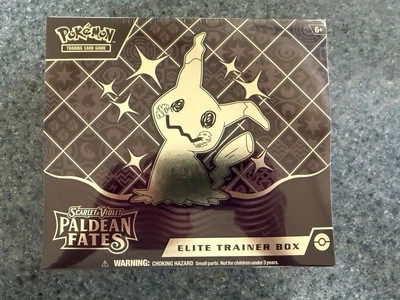 POKÉMON
TRADING CARD GAME
6+
SCARLET & VIOLET
PALDEAN
FATES
ELITE TRAINER BOX
WARNING: CHOKING HAZARD Small parts. Not for children under 3 years.